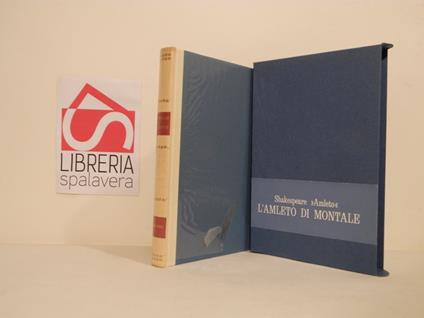 LIBRERIA
spalavera
Shakespeare »Amleto«
L'AMLETO DI MONTALE